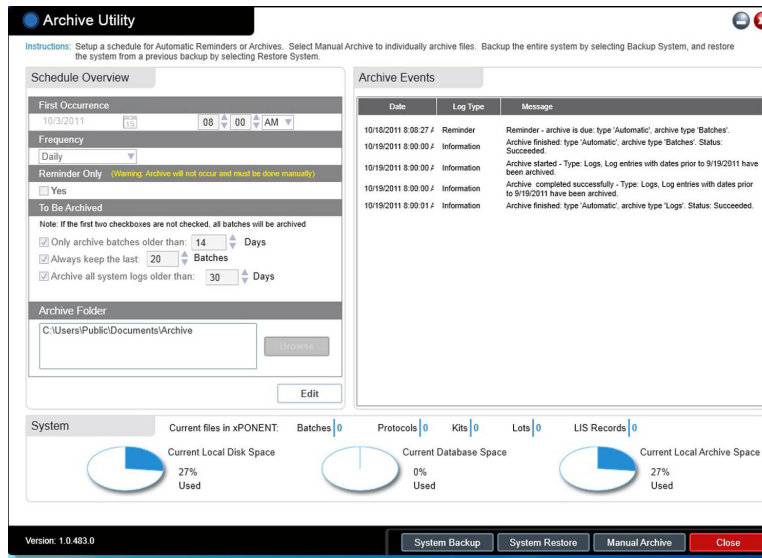 Archive Utility
Instructions: Setup a schedule for Automatic Reminders or Archives. Select Manual Archive to individually archive files. Backup the entire system by selecting Backup System, and restore
the system from a previous backup by selecting Restore System.
Schedule Overview
First Occurrence
10/3/2011 15 08 00 AM
Frequency
Daily
Reminder Only (Warning: Archive will not occur and must be done manually)
Yes
To Be Archived
Note: If the first two checkboxes are not checked, all batches will be archived
Only archive batches older than: 14 Days
Always keep the last: 20 Batches
Archive all system logs older than: 30 Days
Archive Folder
C:\Users\Public\Documents\Archive
Browse
Edit
Archive Events
Date Log Type Message
10/18/2011 8:08:27 A Reminder Reminder - archive is due: type 'Automatic', archive type 'Batches'.
10/19/2011 8:00:00 A Information Archive finished: type 'Automatic', archive type 'Batches'. Status:
Succeeded.
10/19/2011 8:00:00 A Information Archive started - Type: Logs, Log entries with dates prior to 9/19/2011 have
been archived.
10/19/2011 8:00:00 A Information Archive completed successfully - Type: Logs, Log entries with dates prior
to 9/19/2011 have been archived.
10/19/2011 8:00:01 A Information Archive finished: type 'Automatic', archive type 'Logs'. Status: Succeeded.
System
Current files in xPONENT: Batches 0 Protocols 0 Kits 0 Lots 0 LIS Records 0
Current Local Disk Space
27%
Used
Current Database Space
0%
Used
Current Local Archive Space
27%
Used
Version: 1.0.483.0
System Backup
System Restore
Manual Archive
Close